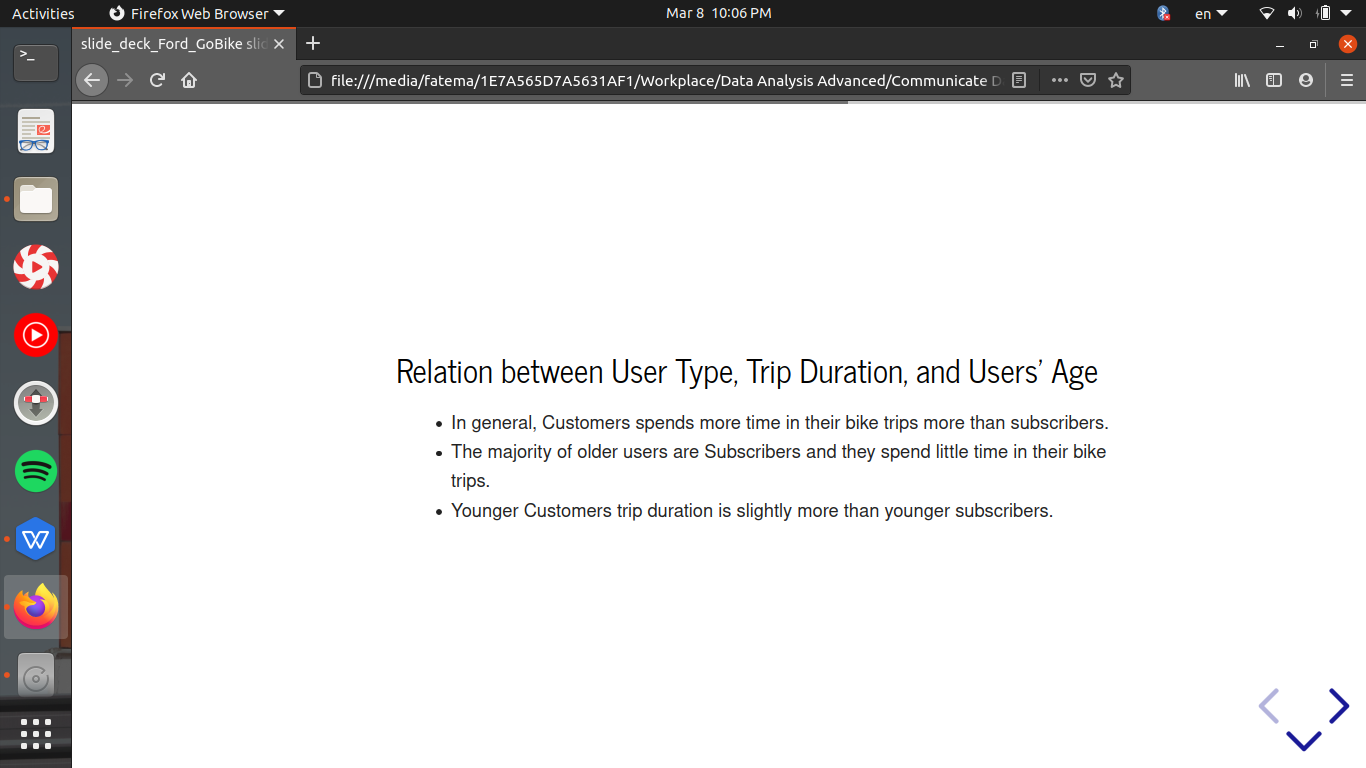 Activities
Firefox Web Browser
Mar 8 10:06 PM
en
slide_deck_Ford_GoBike slid
file:///media/fatema/1E7A565D7A5631AF1/Workplace/Data Analysis Advanced/Communicate D
Relation between User Type, Trip Duration, and Users’ Age
• In general, Customers spends more time in their bike trips more than subscribers.
• The majority of older users are Subscribers and they spend little time in their bike
trips.
• Younger Customers trip duration is slightly more than younger subscribers.